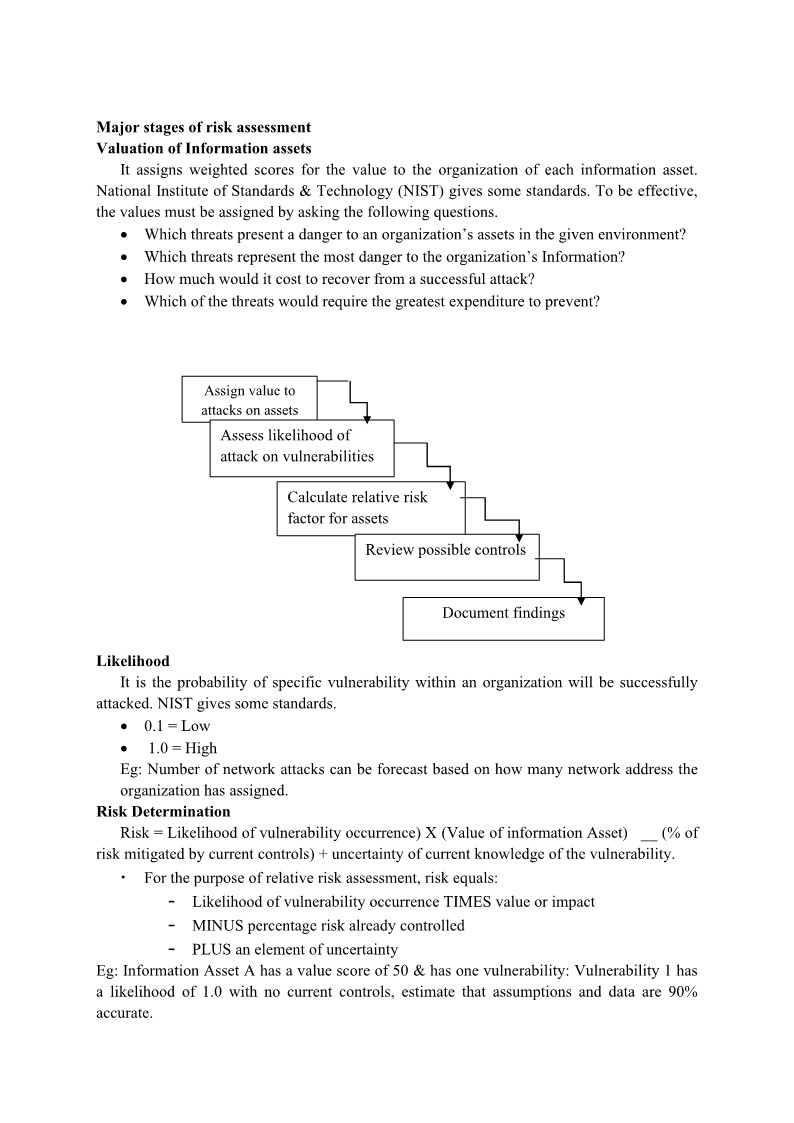 Major stages of risk assessment
Valuation of Information assets
It assigns weighted scores for the value to the organization of each information asset.
National Institute of Standards & Technology (NIST) gives some standards. To be effective,
the values must be assigned by asking the following questions.
• Which threats present a danger to an organization’s assets in the given environment?
• Which threats represent the most danger to the organization’s Information?
• How much would it cost to recover from a successful attack?
• Which of the threats would require the greatest expenditure to prevent?
Assign value to
attacks on assets
Assess likelihood of
attack on vulnerabilities
Calculate relative risk
factor for assets
Review possible controls
Document findings
Likelihood
It is the probability of specific vulnerability within an organization will be successfully
attacked. NIST gives some standards.
• 0.1 = Low
• 1.0 = High
Eg: Number of network attacks can be forecast based on how many network address the
organization has assigned.
Risk Determination
Risk = Likelihood of vulnerability occurrence) X (Value of information Asset) __ (% of
risk mitigated by current controls) + uncertainty of current knowledge of the vulnerability.
• For the purpose of relative risk assessment, risk equals:
– Likelihood of vulnerability occurrence TIMES value or impact
– MINUS percentage risk already controlled
– PLUS an element of uncertainty
Eg: Information Asset A has a value score of 50 & has one vulnerability: Vulnerability 1 has
a likelihood of 1.0 with no current controls, estimate that assumptions and data are 90%
accurate.